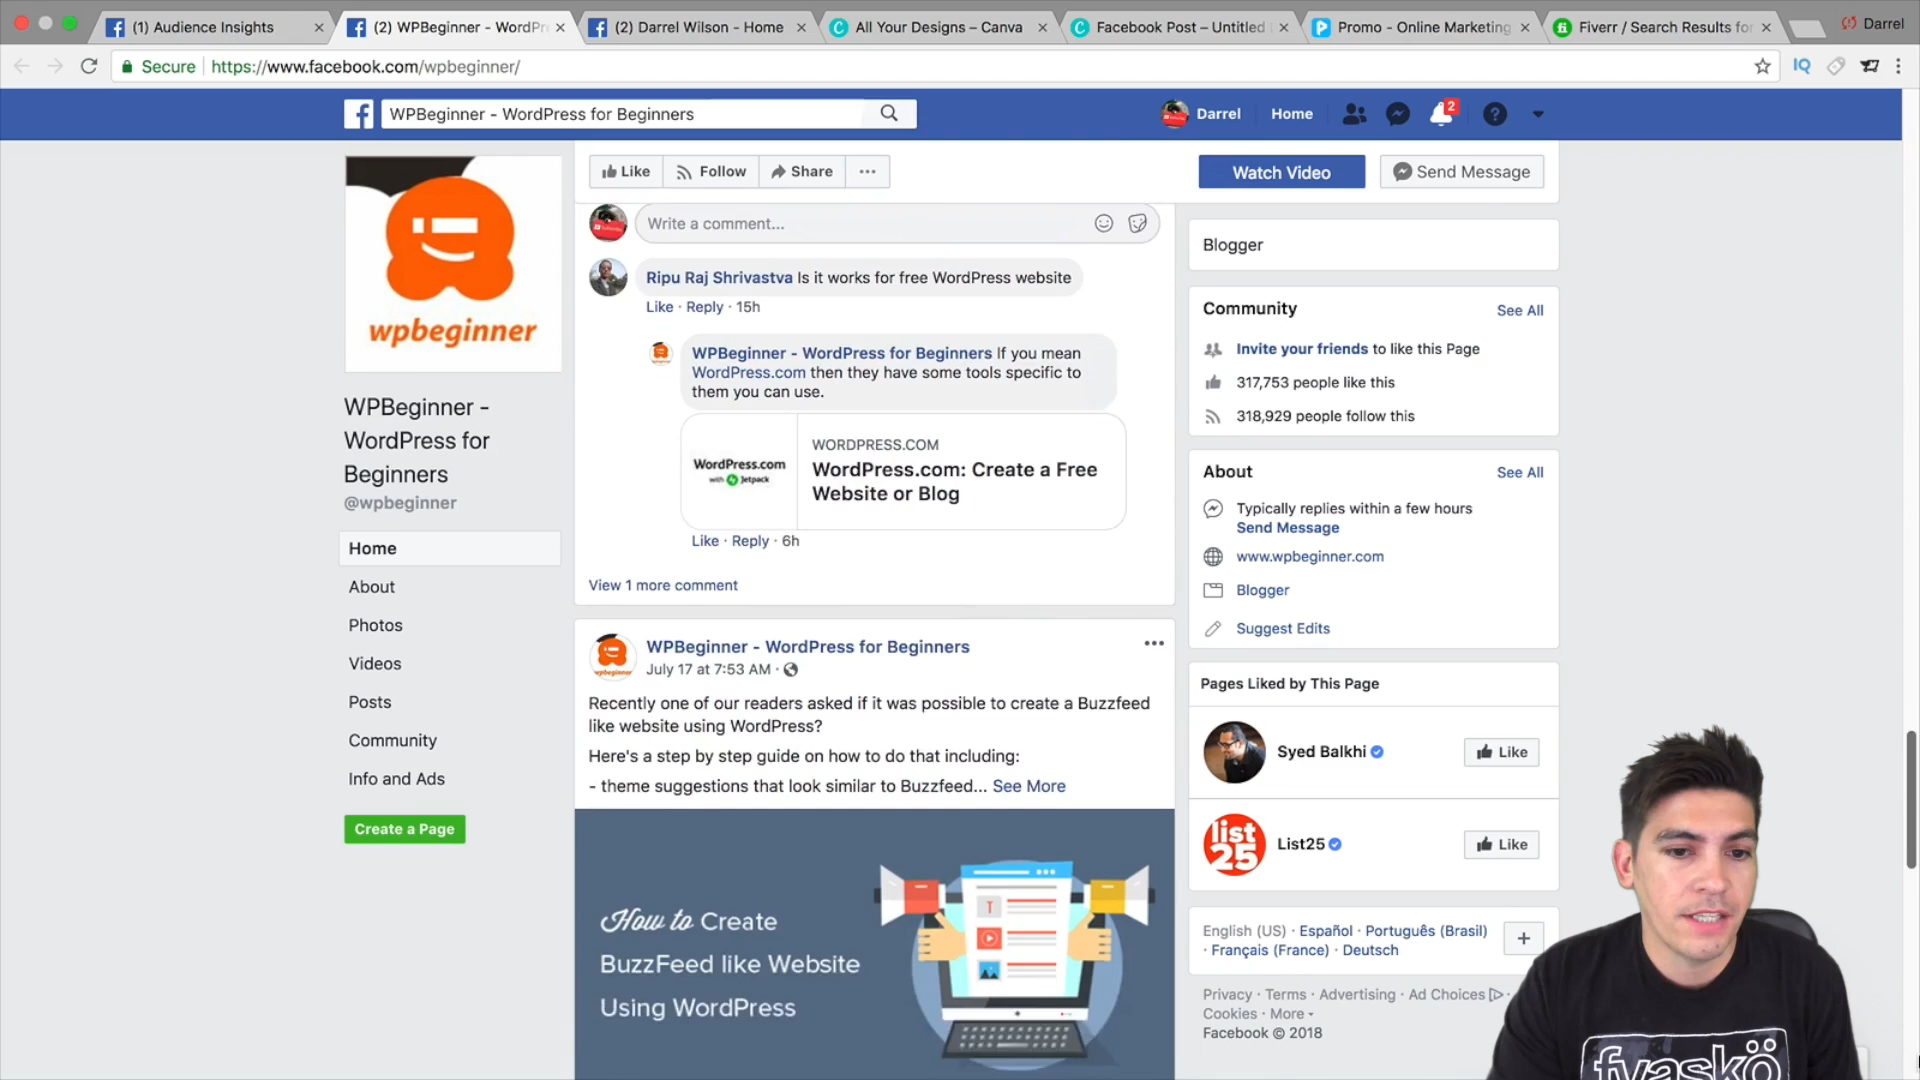 (1) Audience Insights
(2) WPBeginner - WordPr
(2) Darrel Wilson - Home
All Your Designs – Canva
Facebook Post – Untitled
Promo - Online Marketing
Fiverr / Search Results for
Darrel
Secure
https://www.facebook.com/wpbeginner/
IQ
WPBeginner - WordPress for Beginners
Darrel
Home
2
wpbeginner
WPBeginner -
WordPress for
Beginners
@wpbeginner
Home
About
Photos
Videos
Posts
Community
Info and Ads
Create a Page
Like
Follow
Share
Watch Video
Send Message
Write a comment...
Ripu Raj Shrivastva Is it works for free WordPress website
Like · Reply · 15h
WPBeginner - WordPress for Beginners If you mean
WordPress.com then they have some tools specific to
them you can use.
WordPress.com
with Jetpack
WORDPRESS.COM
WordPress.com: Create a Free
Website or Blog
Like · Reply · 6h
View 1 more comment
WPBeginner - WordPress for Beginners
July 17 at 7:53 AM ·
Recently one of our readers asked if it was possible to create a Buzzfeed
like website using WordPress?
Here's a step by step guide on how to do that including:
- theme suggestions that look similar to Buzzfeed... See More
How to Create
BuzzFeed like Website
Using WordPress
T
Blogger
Community
See All
Invite your friends to like this Page
317,753 people like this
318,929 people follow this
About
See All
Typically replies within a few hours
Send Message
www.wpbeginner.com
Blogger
Suggest Edits
Pages Liked by This Page
Syed Balkhi
Like
list
25
List25
Like
English (US) · Español · Português (Brasil)
· Français (France) · Deutsch
Privacy · Terms · Advertising · Ad Choices
Cookies · More
Facebook © 2018
fvaskö